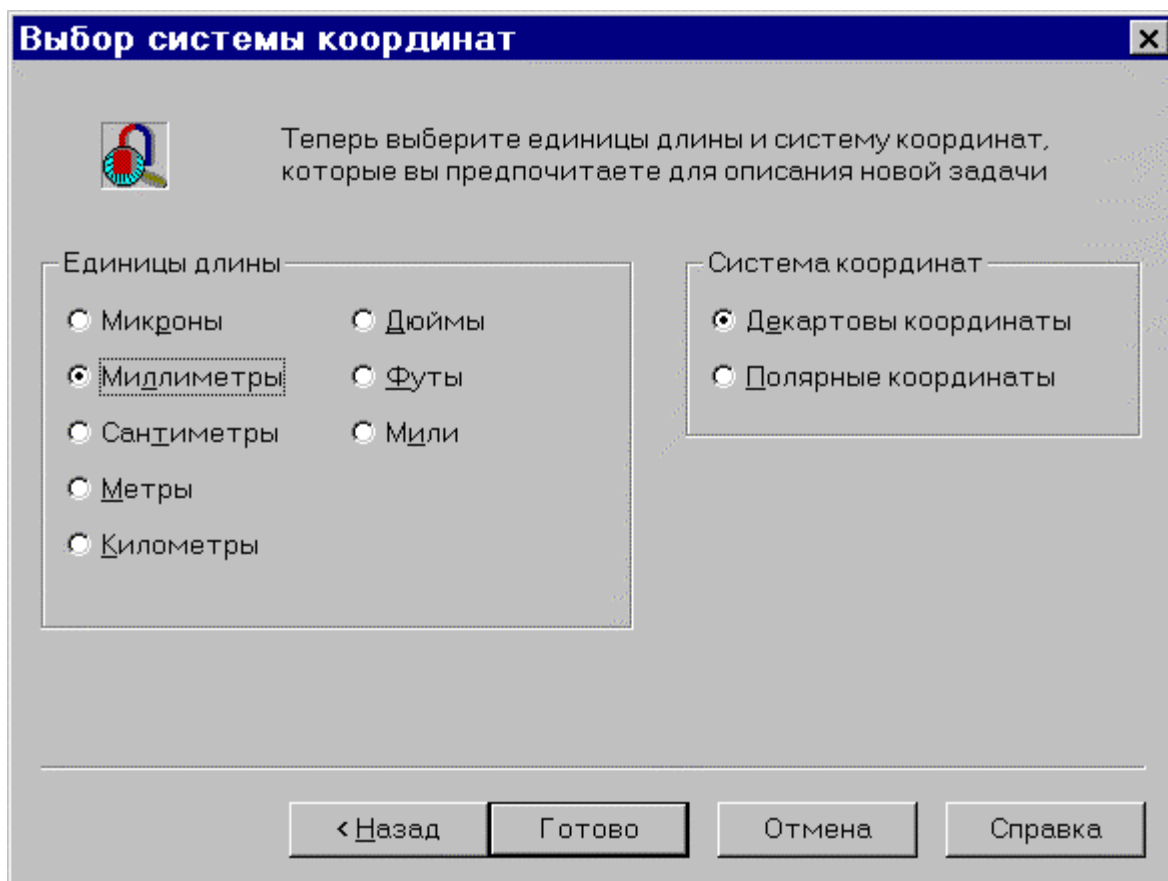 Выбор системы координат
Теперь выберите единицы длины и систему координат,
которые вы предпочитаете для описания новой задачи
Единицы длины
Микроны
Миллиметры
Сантиметры
Метры
Километры
Дюймы
Футы
Мили
Система координат
Декартовы координаты
Полярные координаты
< Назад
Готово
Отмена
Справка